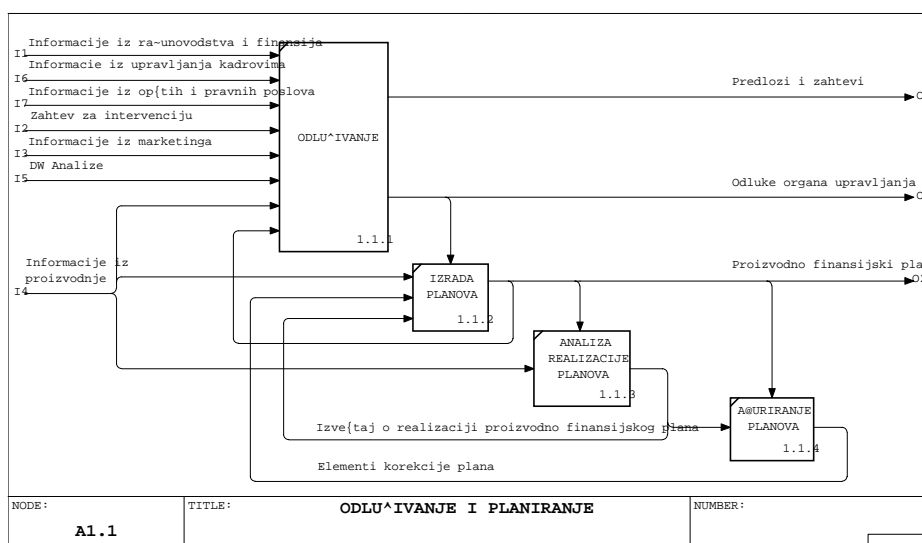 Informacije iz ra~unovodstva i finansija
I1
Informacie iz upravljanja kadrovima
I6
Informacije iz op{tih i pravnih poslova
I7
Zahtev za intervenciju
I2
Informacije iz marketinga
I3
DW Analize
I5
ODLU^IVANJE
1.1.1
Predlozi i zahtevi
Odluke organa upravljanja
Informacije iz
proizvodnje
I4
IZRADA
PLANOVA
1.1.2
Proizvodno finansijski pla
ANALIZA
REALIZACIJE
PLANOVA
1.1.3
A@URIRANJE
PLANOVA
1.1.4
Izve{taj o realizaciji proizvodno finansijskog plana
Elementi korekcije plana
NODE:
A1.1
TITLE:
ODLU^IVANJE I PLANIRANJE
NUMBER: